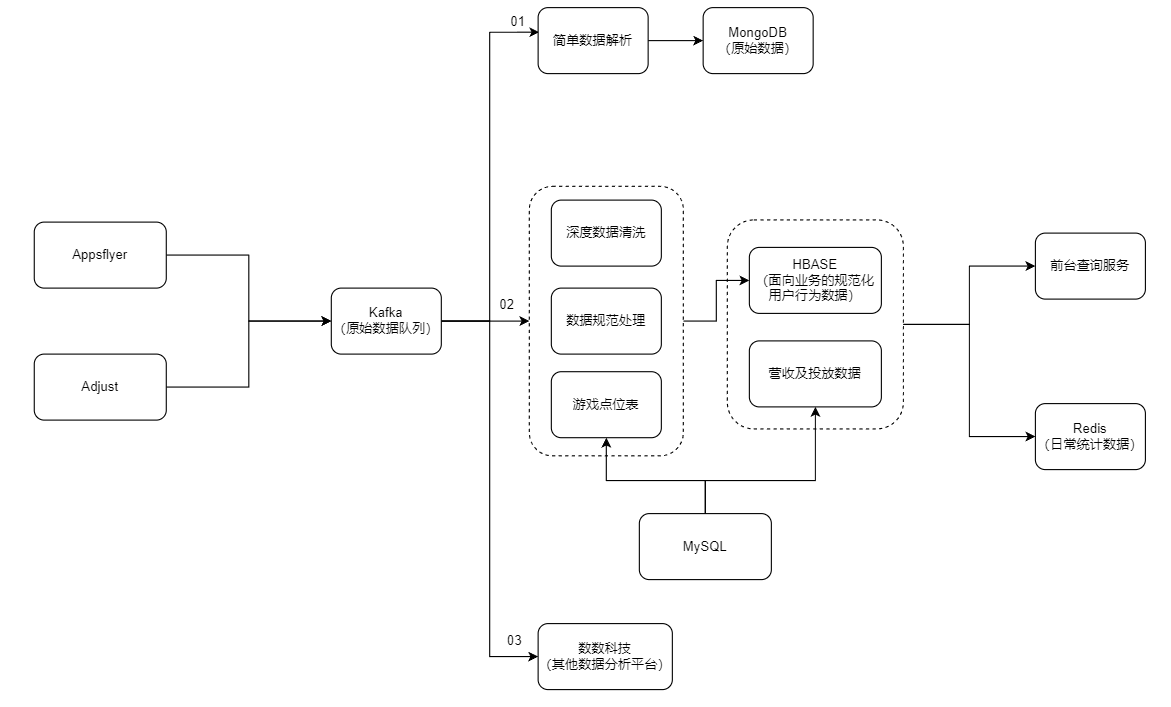 01
简单数据解析
MongoDB
（原始数据）
Appsflyer
Adjust
Kafka
（原始数据队列）
02
深度数据清洗
数据规范处理
游戏点位表
HBASE
（面向业务的规范化
用户行为数据）
营收及投放数据
前台查询服务
Redis
（日常统计数据）
MySQL
03
数数科技
（其他数据分析平台）